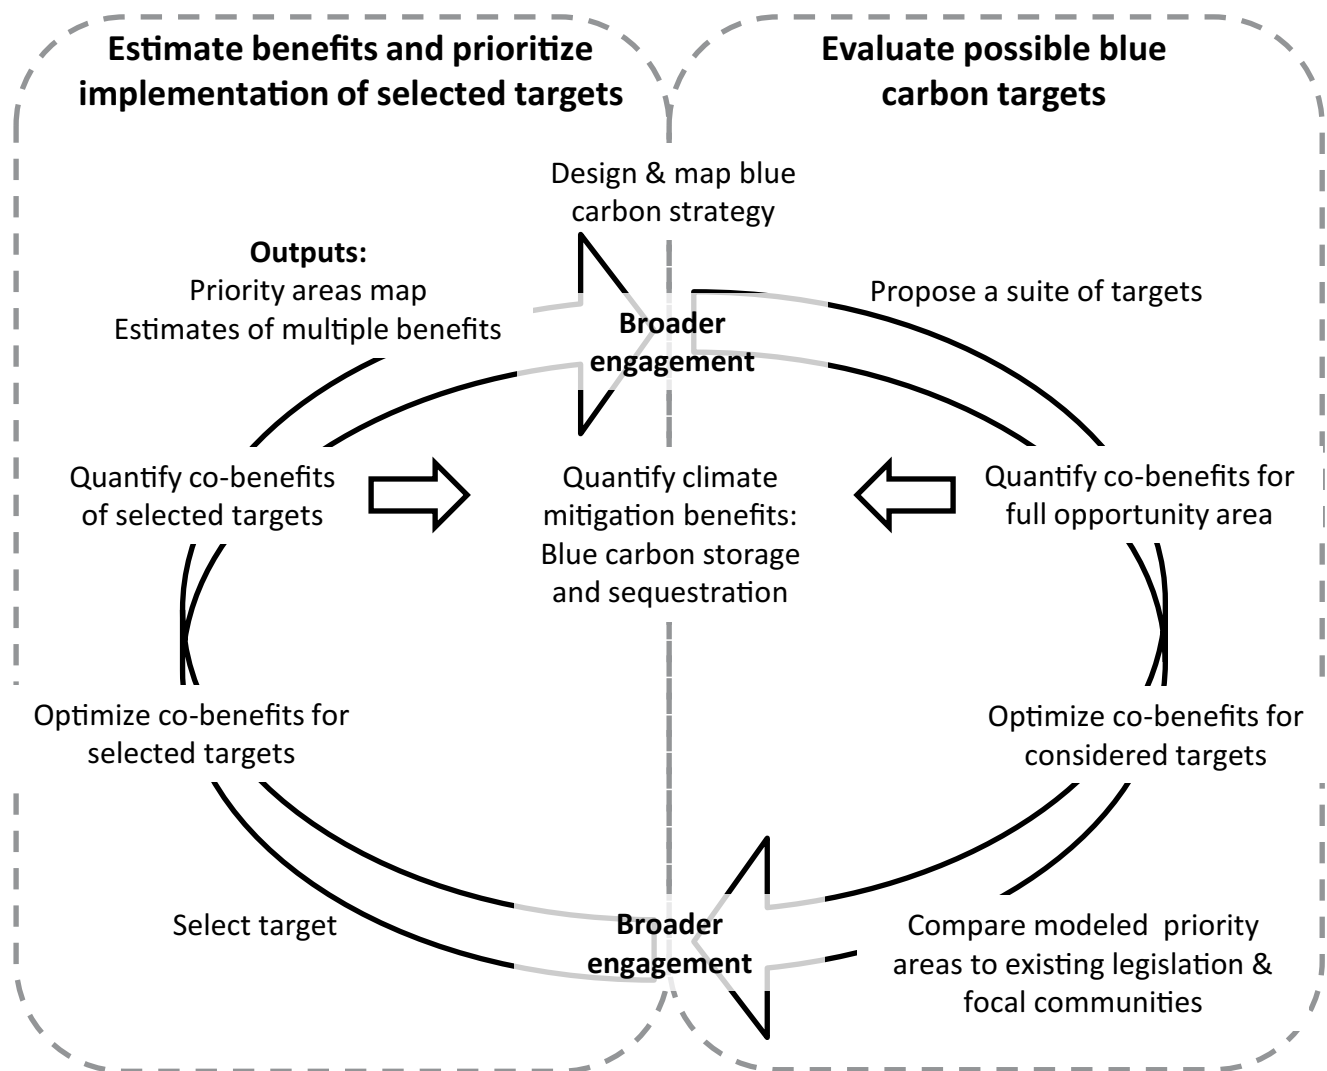 Estimate benefits and prioritize
implementation of selected targets
Evaluate possible blue
carbon targets
Design & map blue
carbon strategy
Outputs:
Priority areas map
Estimates of multiple benefits
Propose a suite of targets
Broader
engagement
Quantify co-benefits
of selected targets
Quantify climate
mitigation benefits:
Blue carbon storage
and sequestration
Quantify co-benefits for
full opportunity area
Optimize co-benefits for
selected targets
Optimize co-benefits for
considered targets
Select target
Broader
engagement
Compare modeled  priority
areas to existing legislation &
focal communities